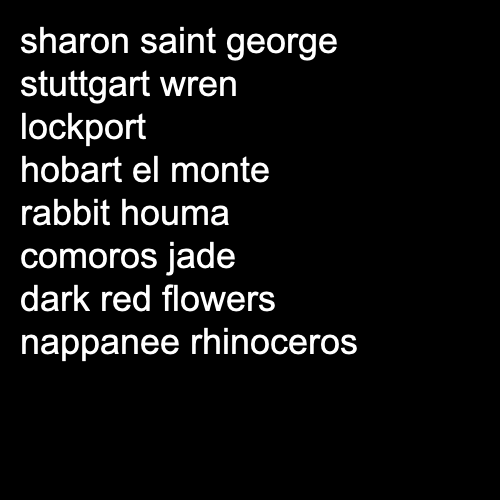 sharon saint george
stuttgart wren
lockport
hobart el monte
rabbit houma
comoros jade
dark red flowers
nappanee rhinoceros